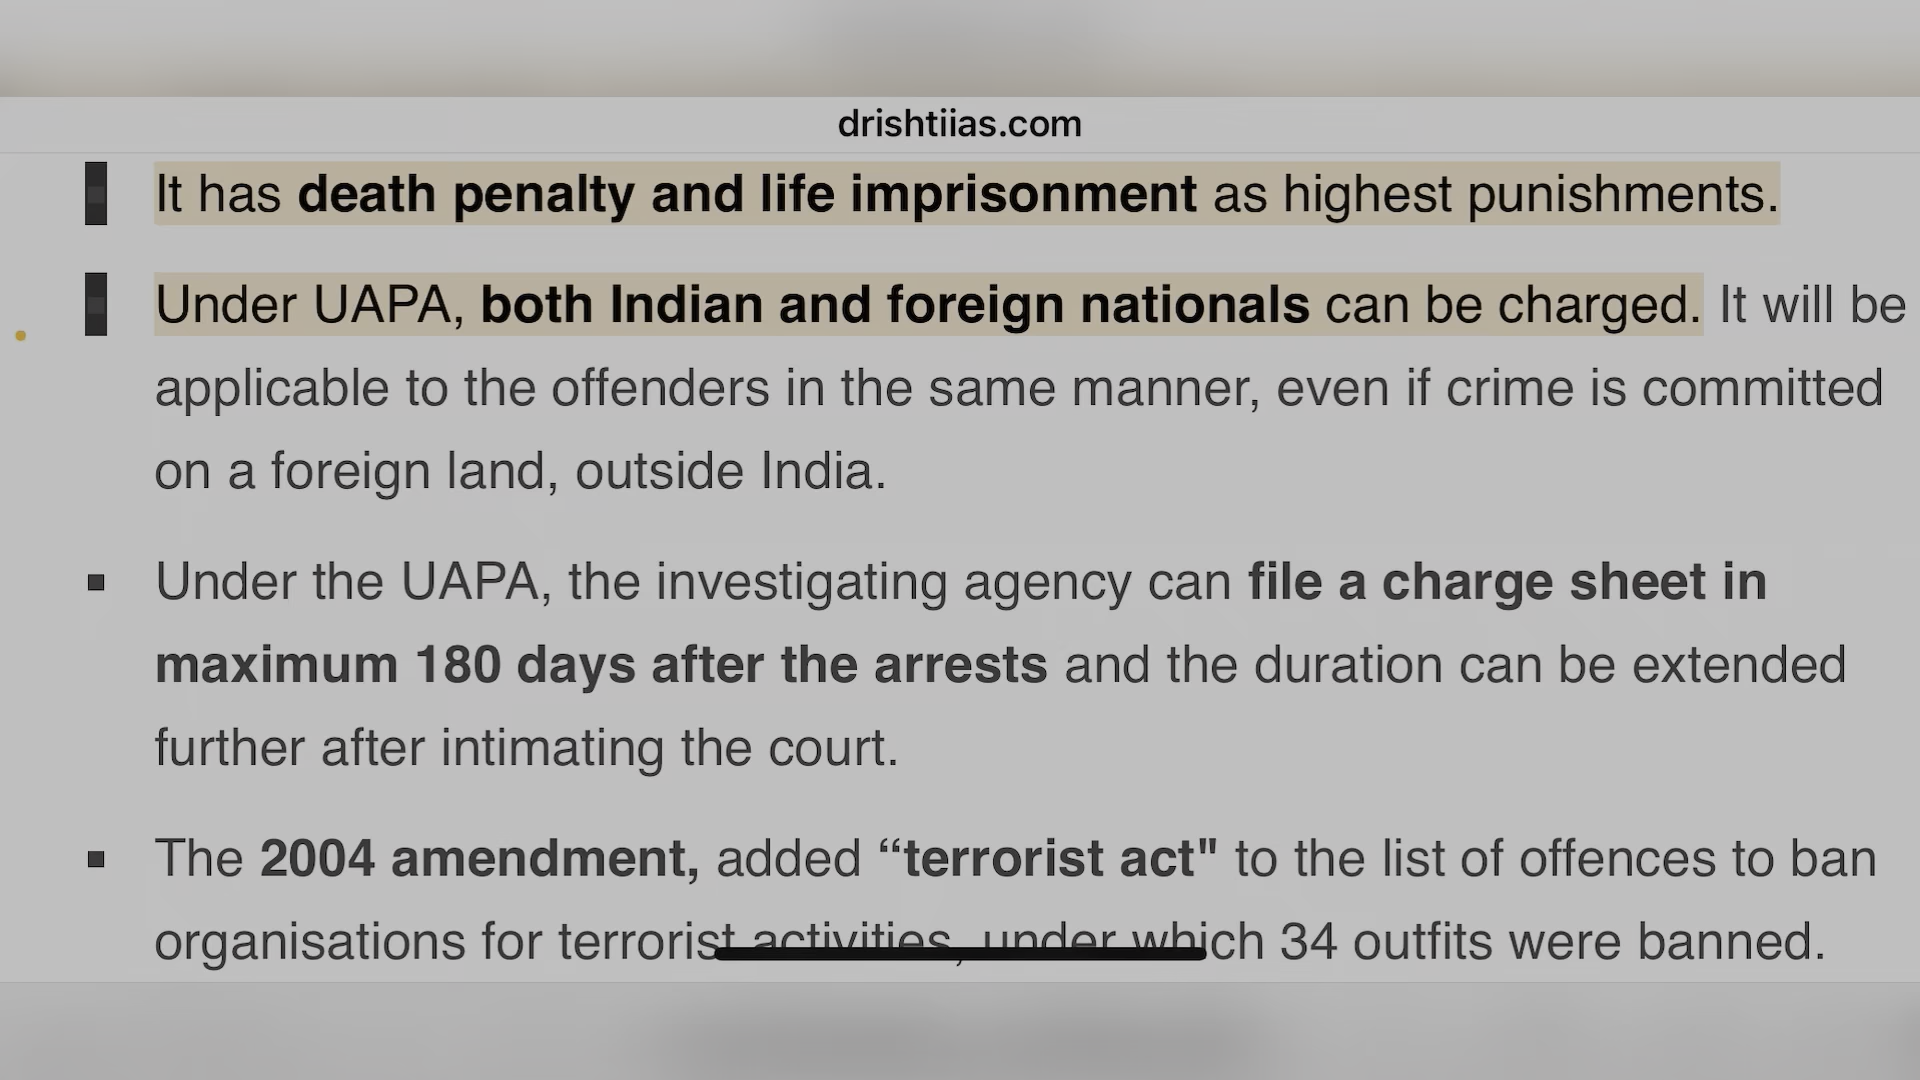 drishtiias.com
It has death penalty and life imprisonment as highest punishments.
Under UAPA, both Indian and foreign nationals can be charged. It will be
applicable to the offenders in the same manner, even if crime is committed
on a foreign land, outside India.
Under the UAPA, the investigating agency can file a charge sheet in
maximum 180 days after the arrests and the duration can be extended
further after intimating the court.
The 2004 amendment, added “terrorist act" to the list of offences to ban
organisations for terrorist activities, under which 34 outfits were banned.